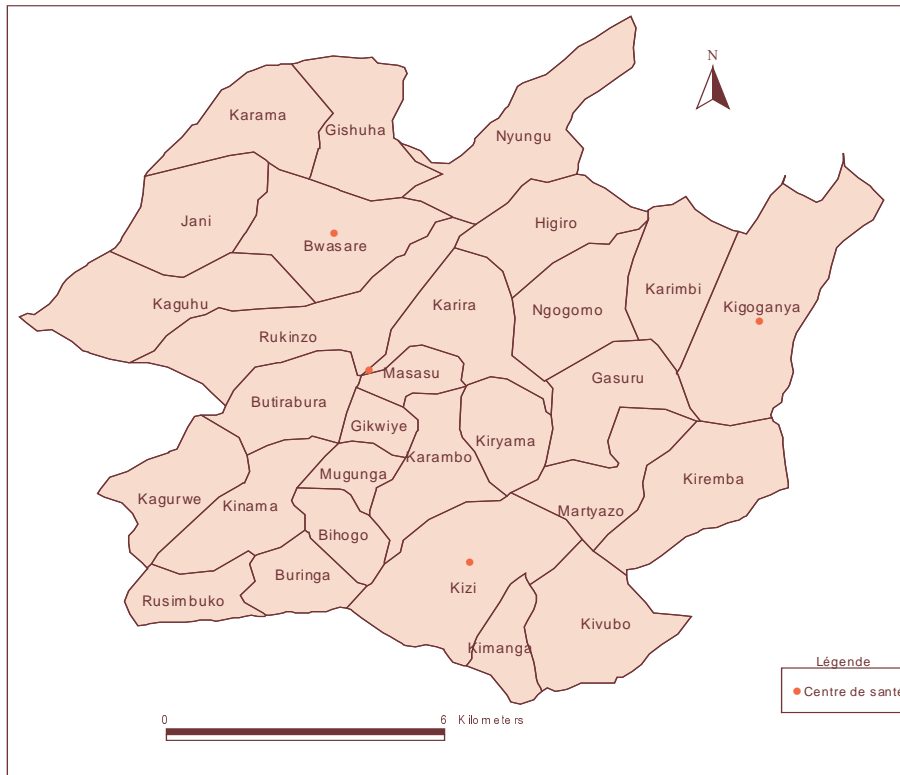 N
Karama
Gishuha
Nyungu
Jani
Bwasare
Higiro
Kaguhu
Karira
Ngogomo
Karimbi
Kigoganya
Rukinzo
Masasu
Gasuru
Butirabura
Gikwiye
Kiryama
Karambo
Mugunga
Kiremba
Kagurwe
Kinama
Martyazo
Bihogo
Buringa
Kizi
Rusimbuko
Kivubo
Kimanga
Légende
Centre de santé
0 6 Kilometers